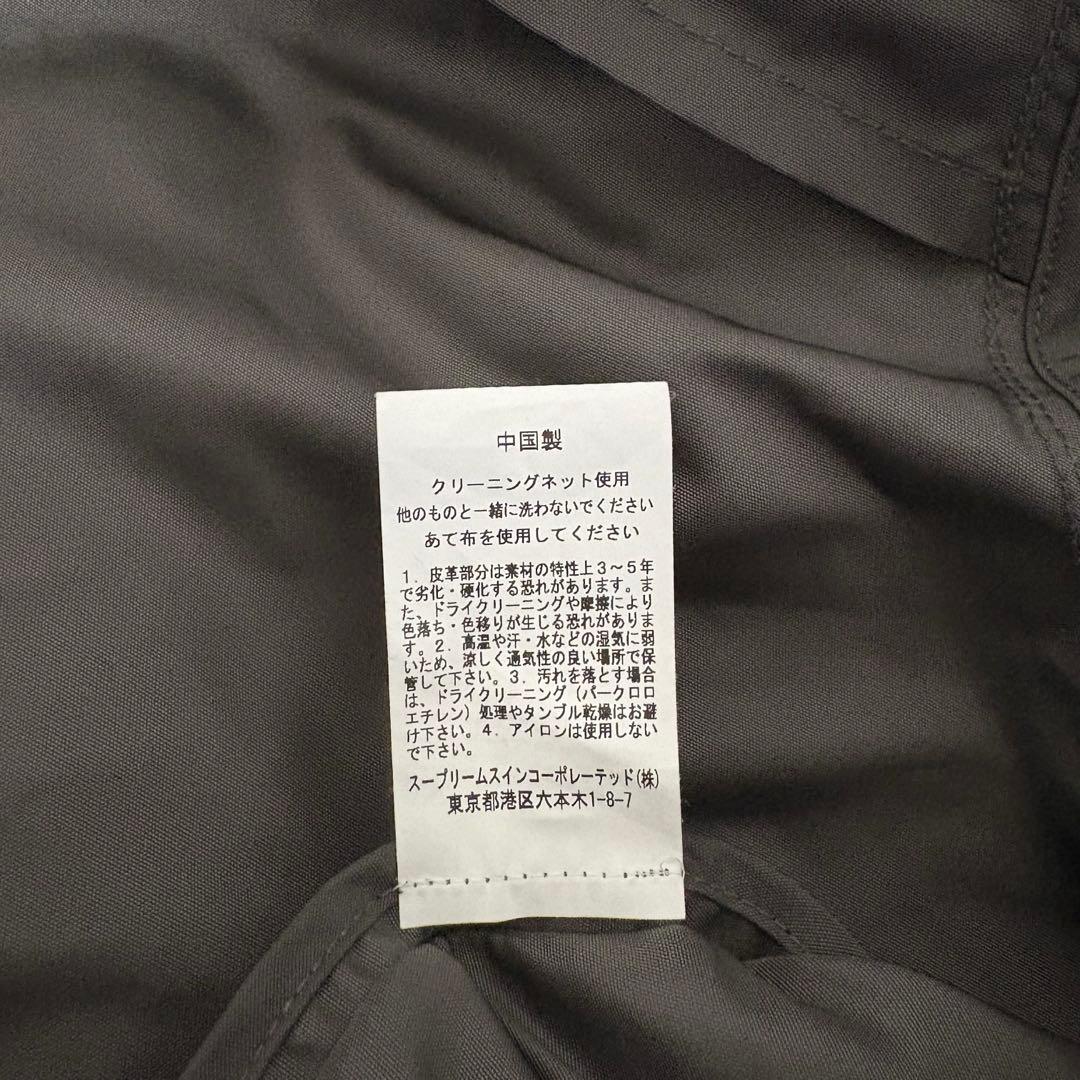 中国製
クリーニングネット使用
他のものと一緒に洗わないでください
あて布を使用してください
1．皮革部分は素材の特性上3～5年
で劣化・硬化する恐れがあります。ま
た、ドライクリーニングや摩擦により
色落ち・色移りが生じる恐れがありま
す。2．高温や汗・水などの湿気に弱
いため、涼しく通気性の良い場所で保
管して下さい。3．汚れを落とす場合
は、ドライクリーニング（パークロロ
エチレン）処理やタンブル乾燥はお避
け下さい。4．アイロンは使用しない
で下さい。
スープリームスインコーポレーテッド(株)
東京都港区六本木1-8-7